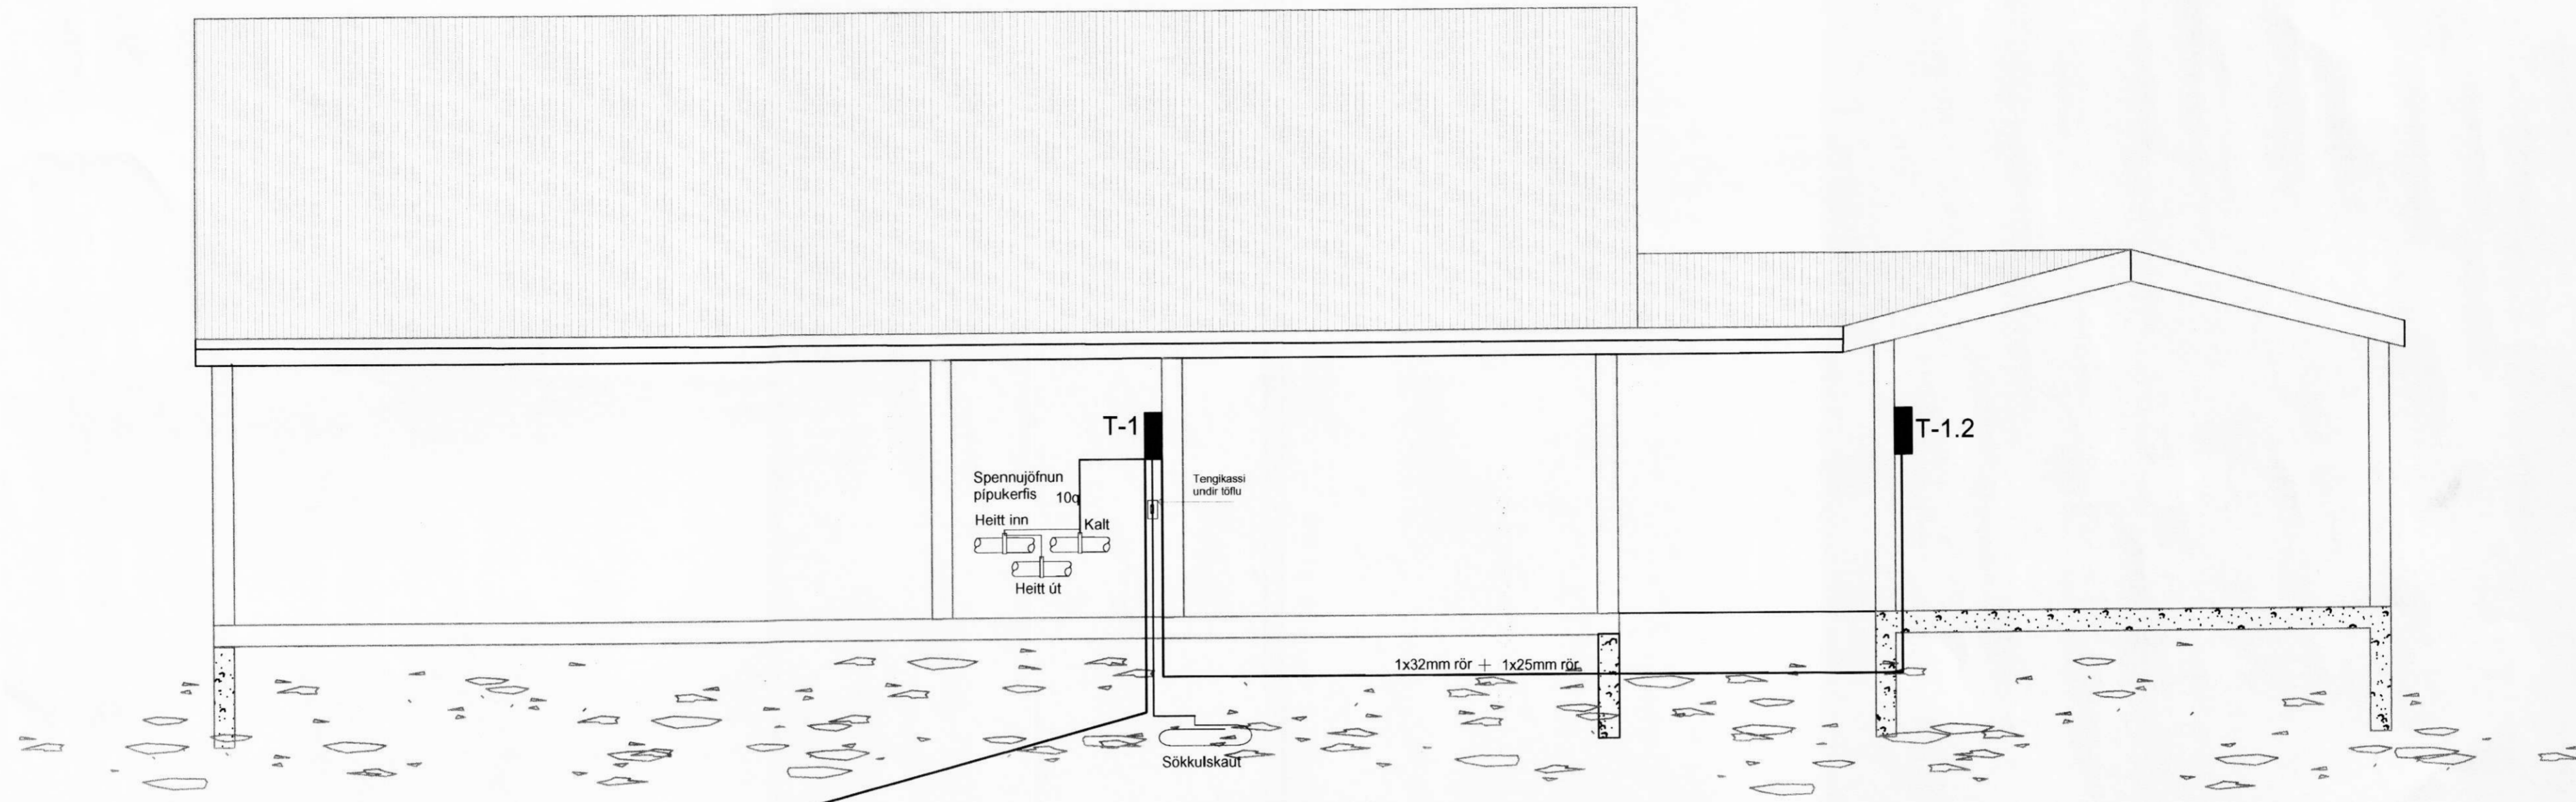 T-1
T-1.2
Spennujöfnun
pípukerfis 10q
Tengikassi
undir töflu
Heitt inn
Kalt
Heitt út
1x32mm rör + 1x25mm rör
Sökkulskaut